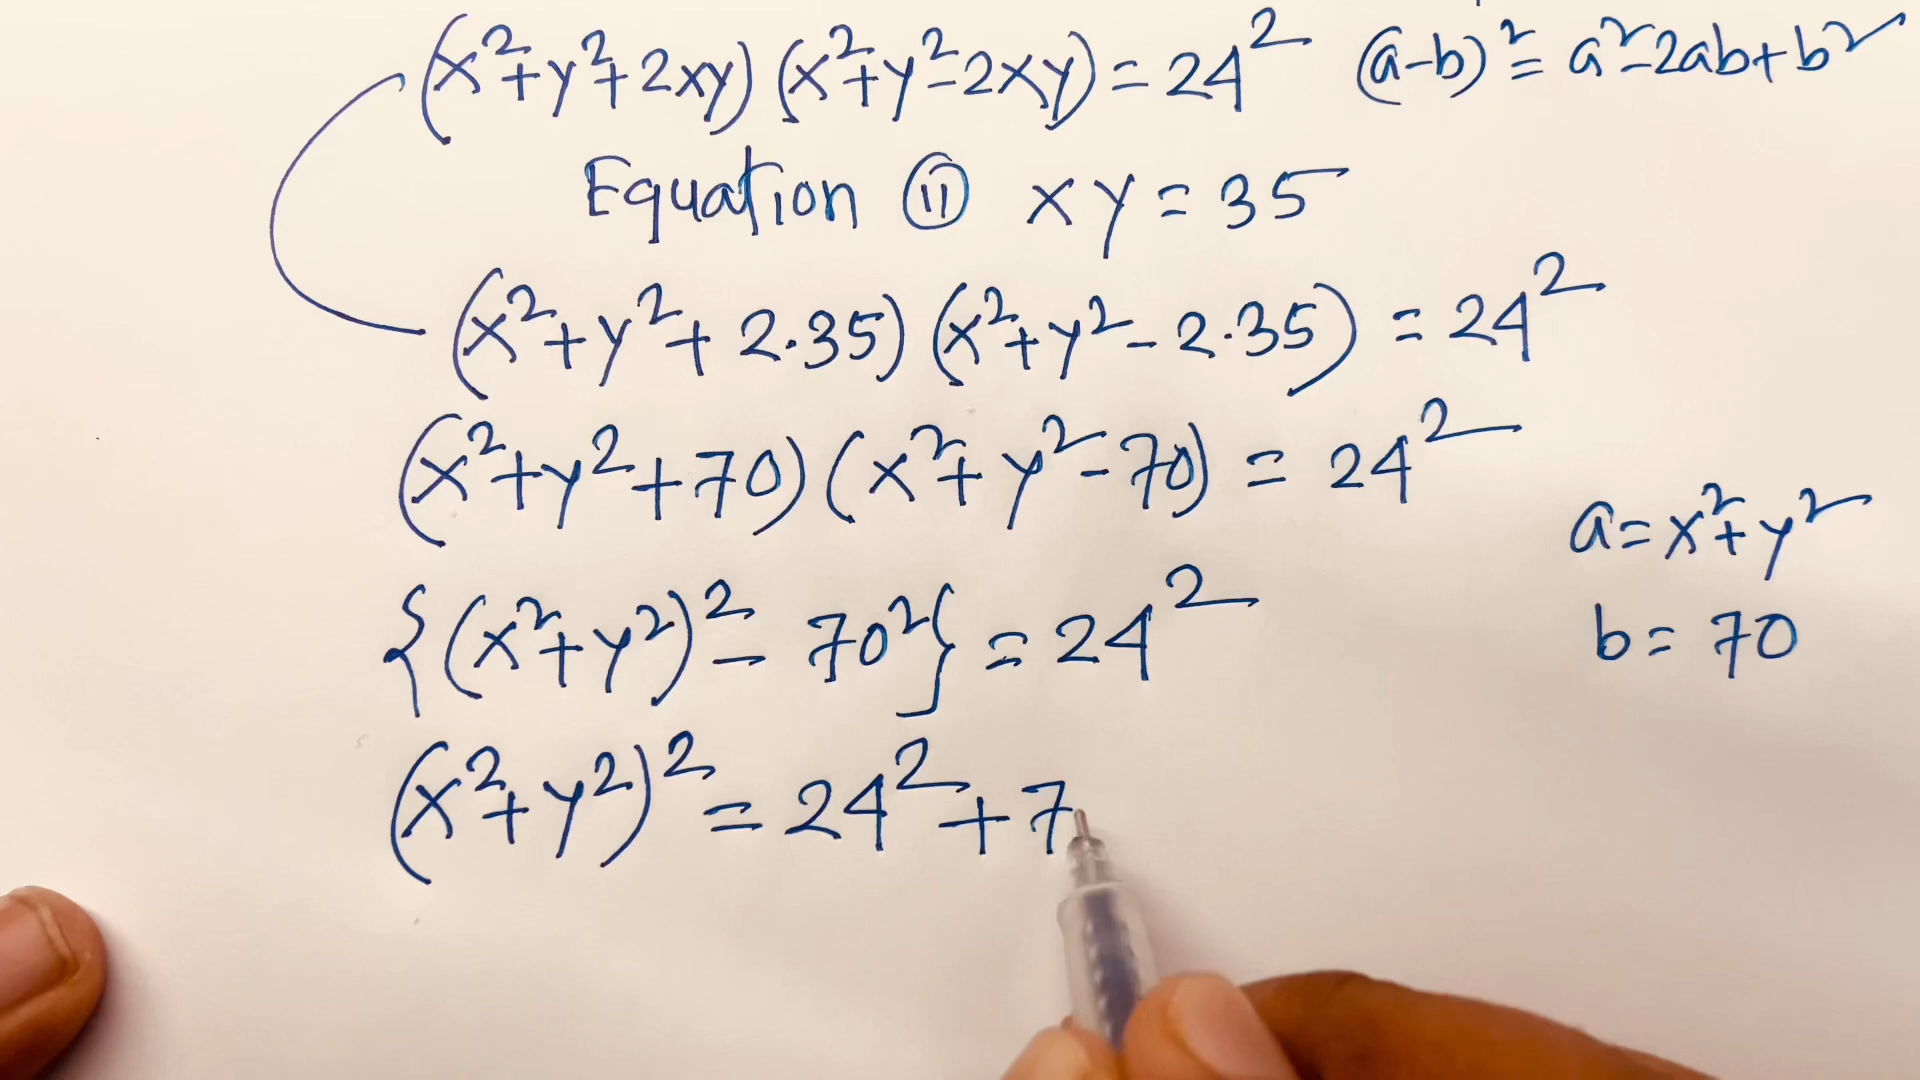 (x²+y²+2xy)(x²+y²-2xy)=24² (a-b)²=a²-2ab+b²
Equation ⑪ xy=35
(x²+y²+2·35)(x²+y²-2·35)=24²
(x²+y²+70)(x²+y²-70)=24²
a=x²+y²
{(x²+y²)²-70²}=24²
b=70
(x²+y²)²=24²+7